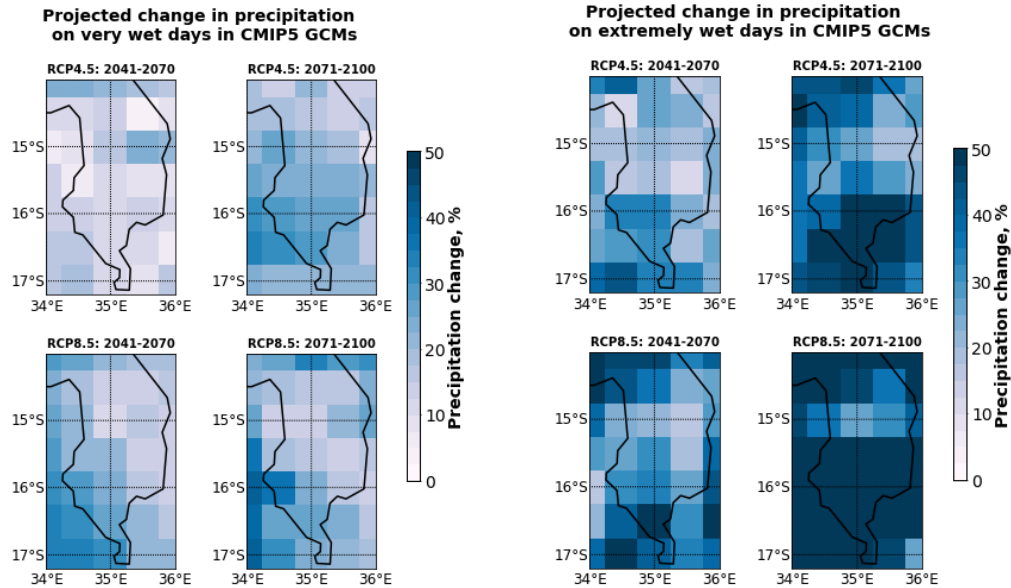 Projected change in precipitation
on very wet days in CMIP5 GCMs
RCP4.5: 2041-2070
RCP4.5: 2071-2100
15°S
16°S
17°S
34°E
35°E
36°E
15°S
16°S
17°S
34°E
35°E
36°E
RCP8.5: 2041-2070
RCP8.5: 2071-2100
15°S
16°S
17°S
34°E
35°E
36°E
15°S
16°S
17°S
34°E
35°E
36°E
50
40
30
20
10
0
Precipitation change, %
Projected change in precipitation
on extremely wet days in CMIP5 GCMs
RCP4.5: 2041-2070
RCP4.5: 2071-2100
15°S
16°S
17°S
34°E
35°E
36°E
15°S
16°S
17°S
34°E
35°E
36°E
RCP8.5: 2041-2070
RCP8.5: 2071-2100
15°S
16°S
17°S
34°E
35°E
36°E
15°S
16°S
17°S
34°E
35°E
36°E
50
40
30
20
10
0
Precipitation change, %